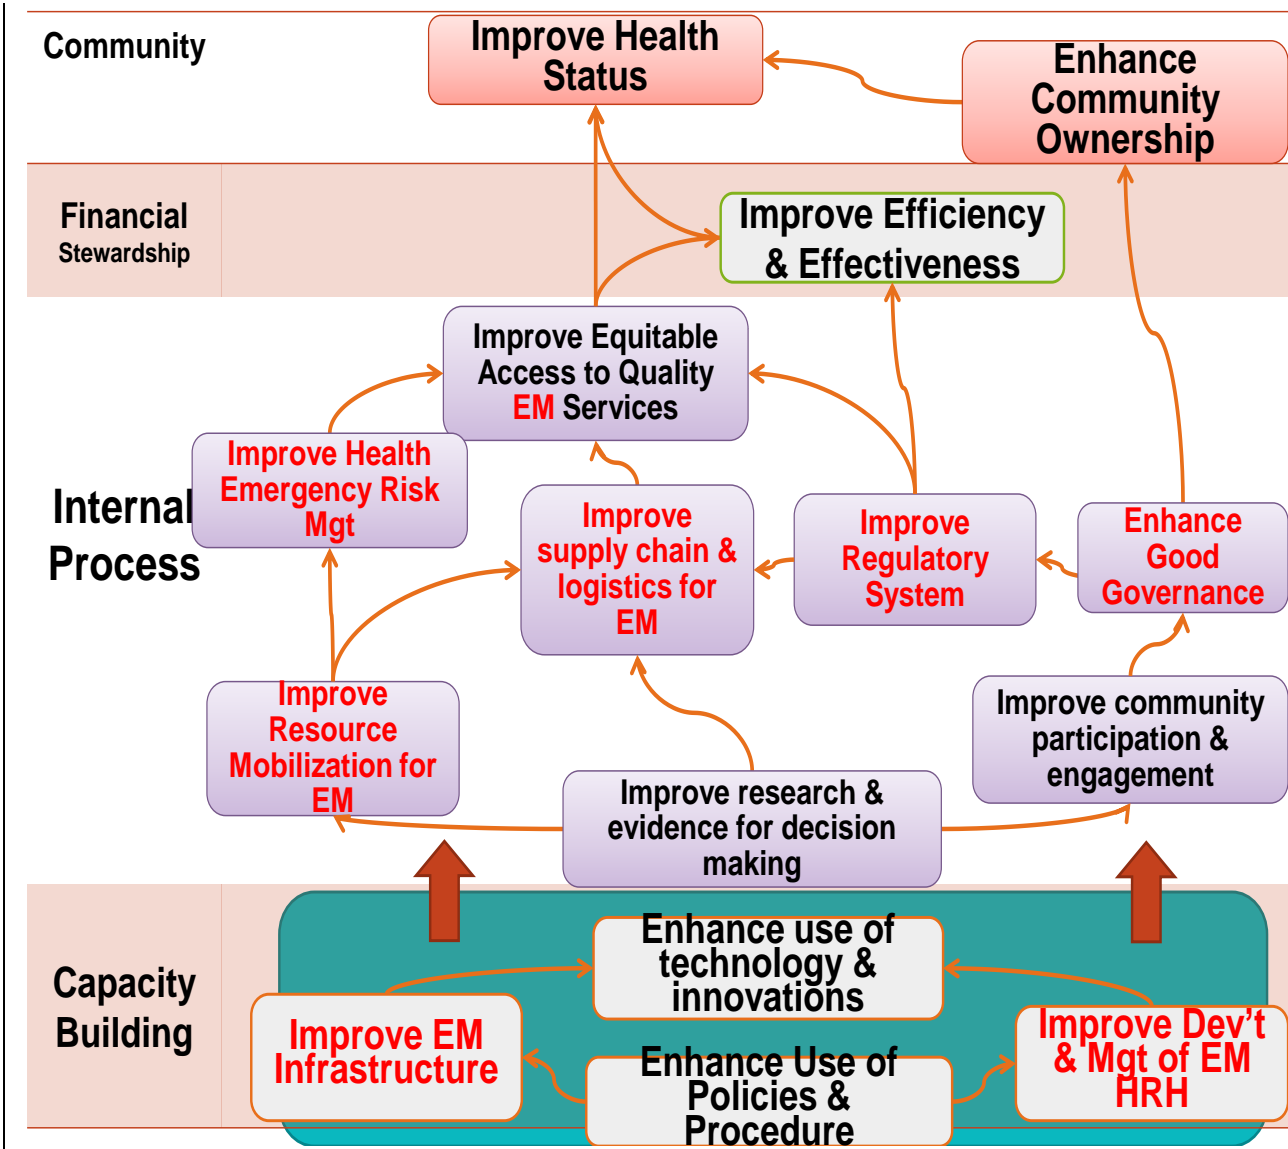 Community
Improve Health
Status
Enhance
Community
Ownership
Financial
Stewardship
Improve Efficiency
& Effectiveness
Internal
Process
Improve Equitable
Access to Quality
EM Services
Improve Health
Emergency Risk
Mgt
Improve
supply chain &
logistics for
EM
Improve
Regulatory
System
Enhance
Good
Governance
Improve
Resource
Mobilization for
EM
Improve research &
evidence for decision
making
Improve community
participation &
engagement
Capacity
Building
Enhance use of
technology &
innovations
Improve EM
Infrastructure
Enhance Use of
Policies &
Procedure
Improve Dev’t
& Mgt of EM
HRH